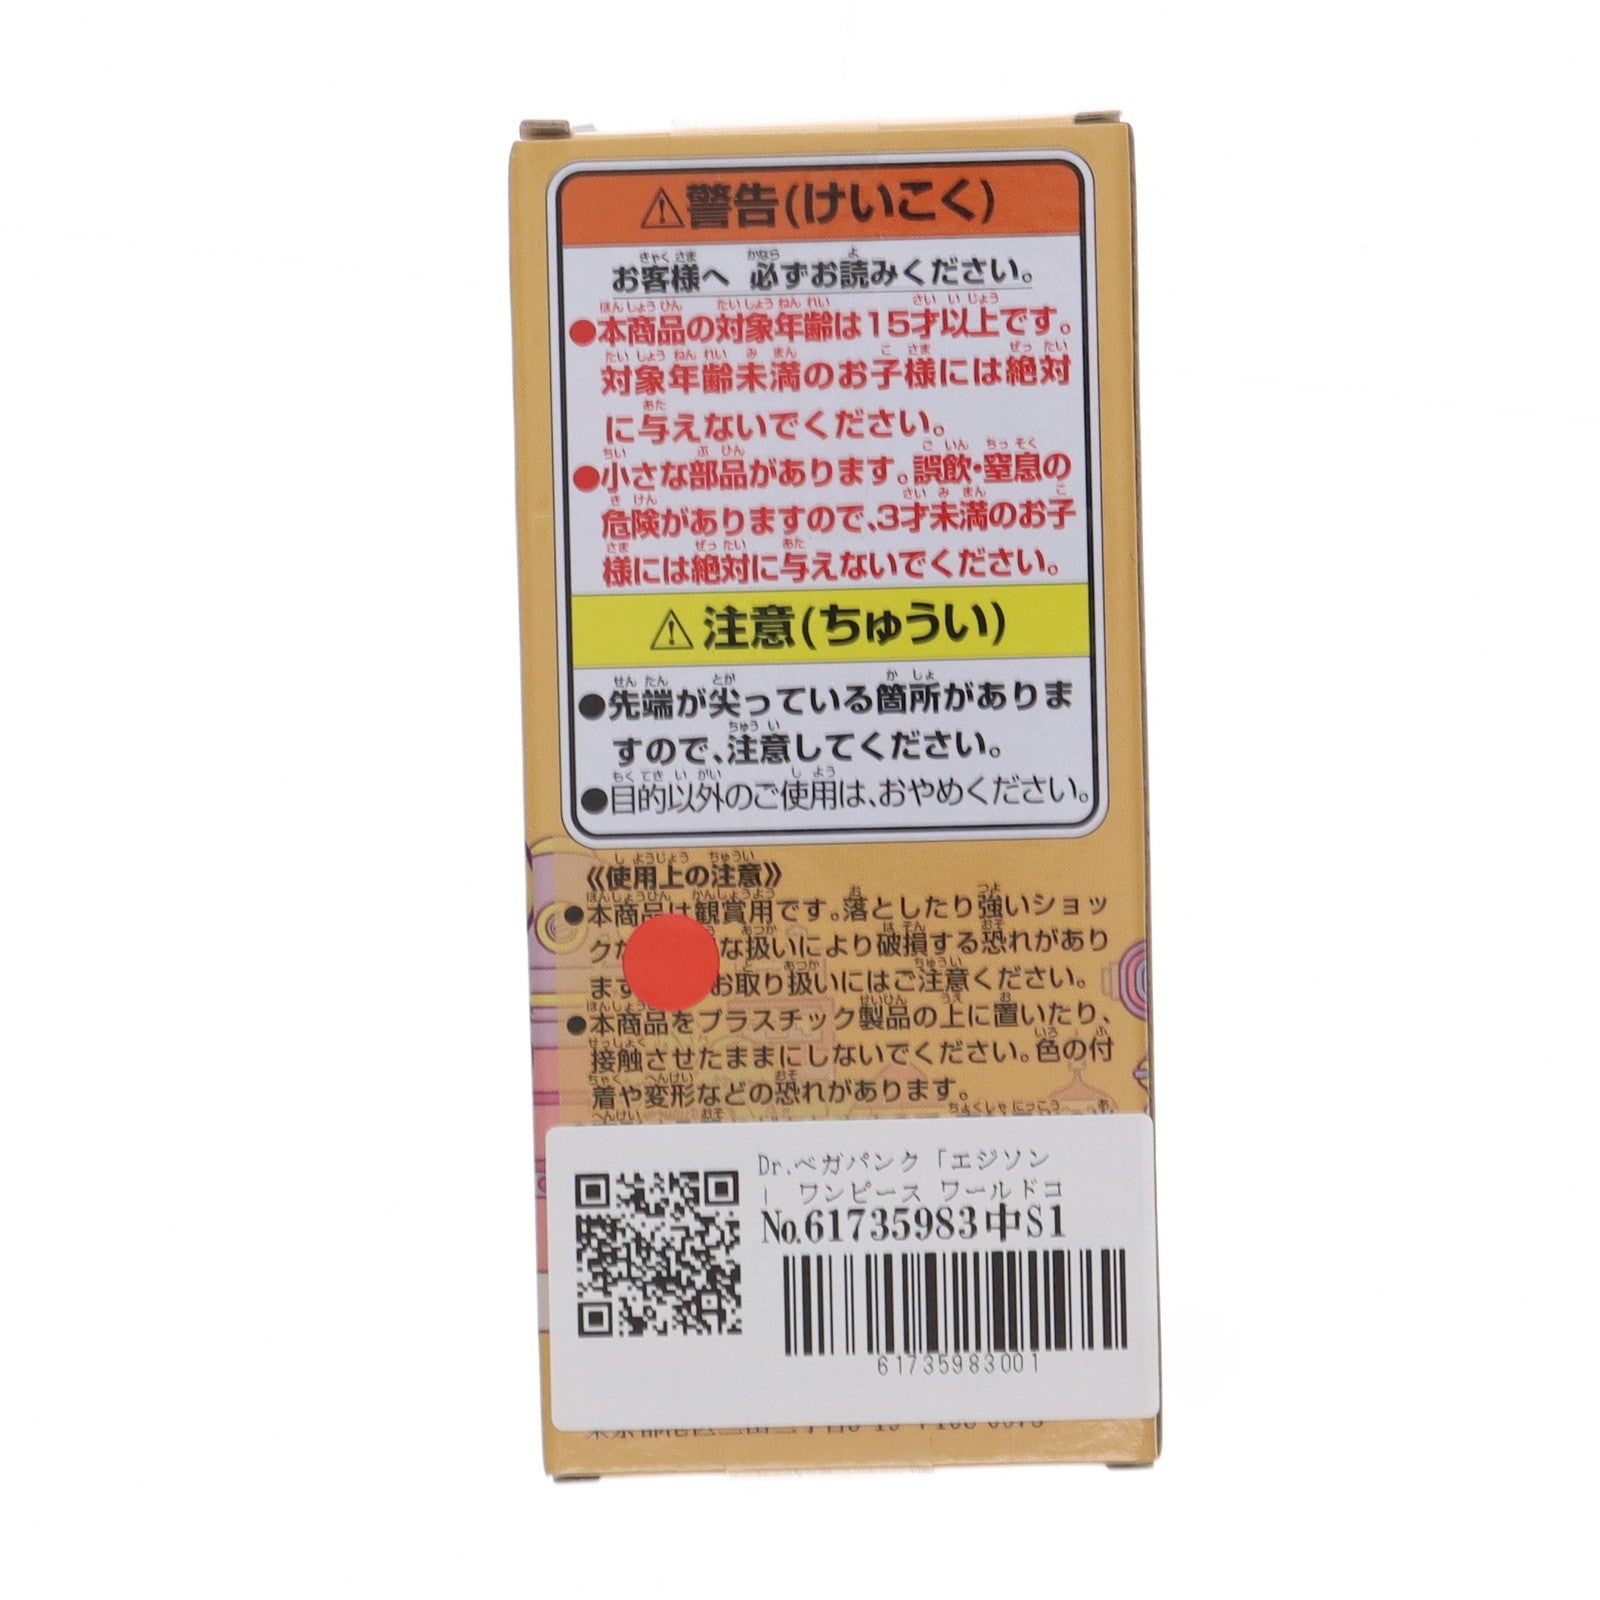 ⚠警告(けいこく)
お客様へ 必ずお読みください。
●本商品の対象年齢は15才以上です。
対象年齢未満のお子様には絶対
に与えないでください。
●小さな部品があります。誤飲・窒息の
危険がありますので、3才未満のお子
様には絶対に与えないでください。
⚠注意(ちゅうい)
●先端が尖っている箇所がありま
すので、注意してください。
●目的以外のご使用は、おやめください。
《使用上の注意》
●本商品は観賞用です。落としたり強いショッ
ク な扱いにより破損する恐れがあり
ます お取り扱いにはご注意ください。
●本商品をプラスチック製品の上に置いたり、
接触させたままにしないでください。色の付
着や変形などの恐れがあります。
Dr.ベガパンク「エジソン
」 ワンピース ワールドコ
No.61735983中S1
61735983001